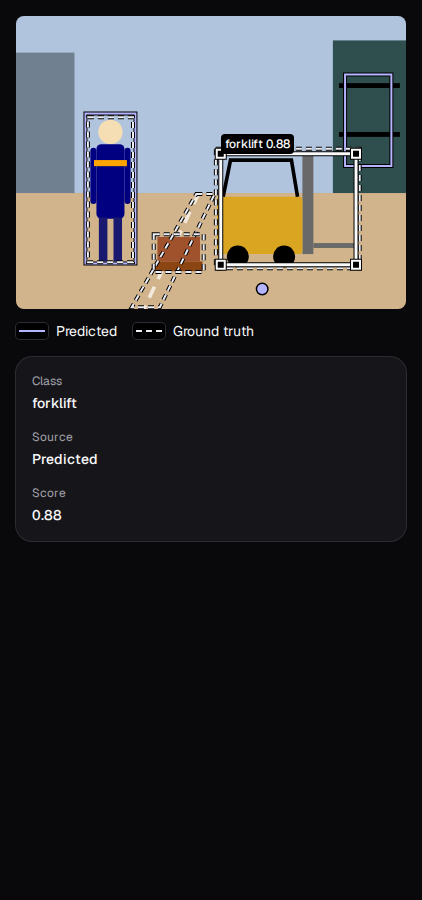 forklift 0.88
Predicted
Ground truth
Class
forklift
Source
Predicted
Score
0.88